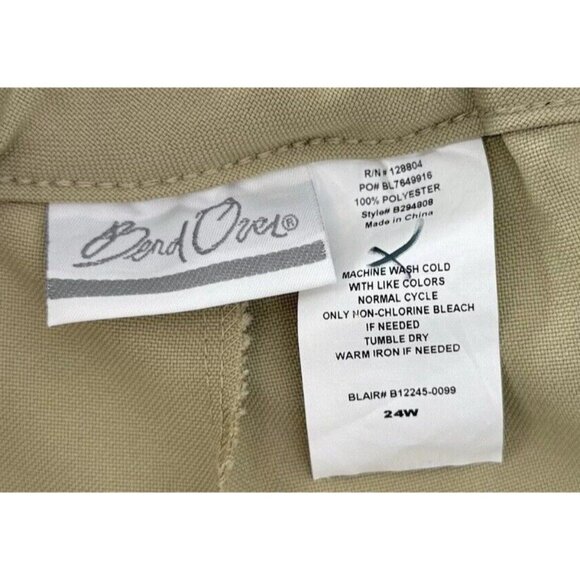 Bend Over®
R/N# 128804
PO# BL7649916
100% POLYESTER
Style# B294808
Made in China
MACHINE WASH COLD
WITH LIKE COLORS
NORMAL CYCLE
ONLY NON-CHLORINE BLEACH
IF NEEDED
TUMBLE DRY
WARM IRON IF NEEDED
BLAIR# B12245-0099
24W